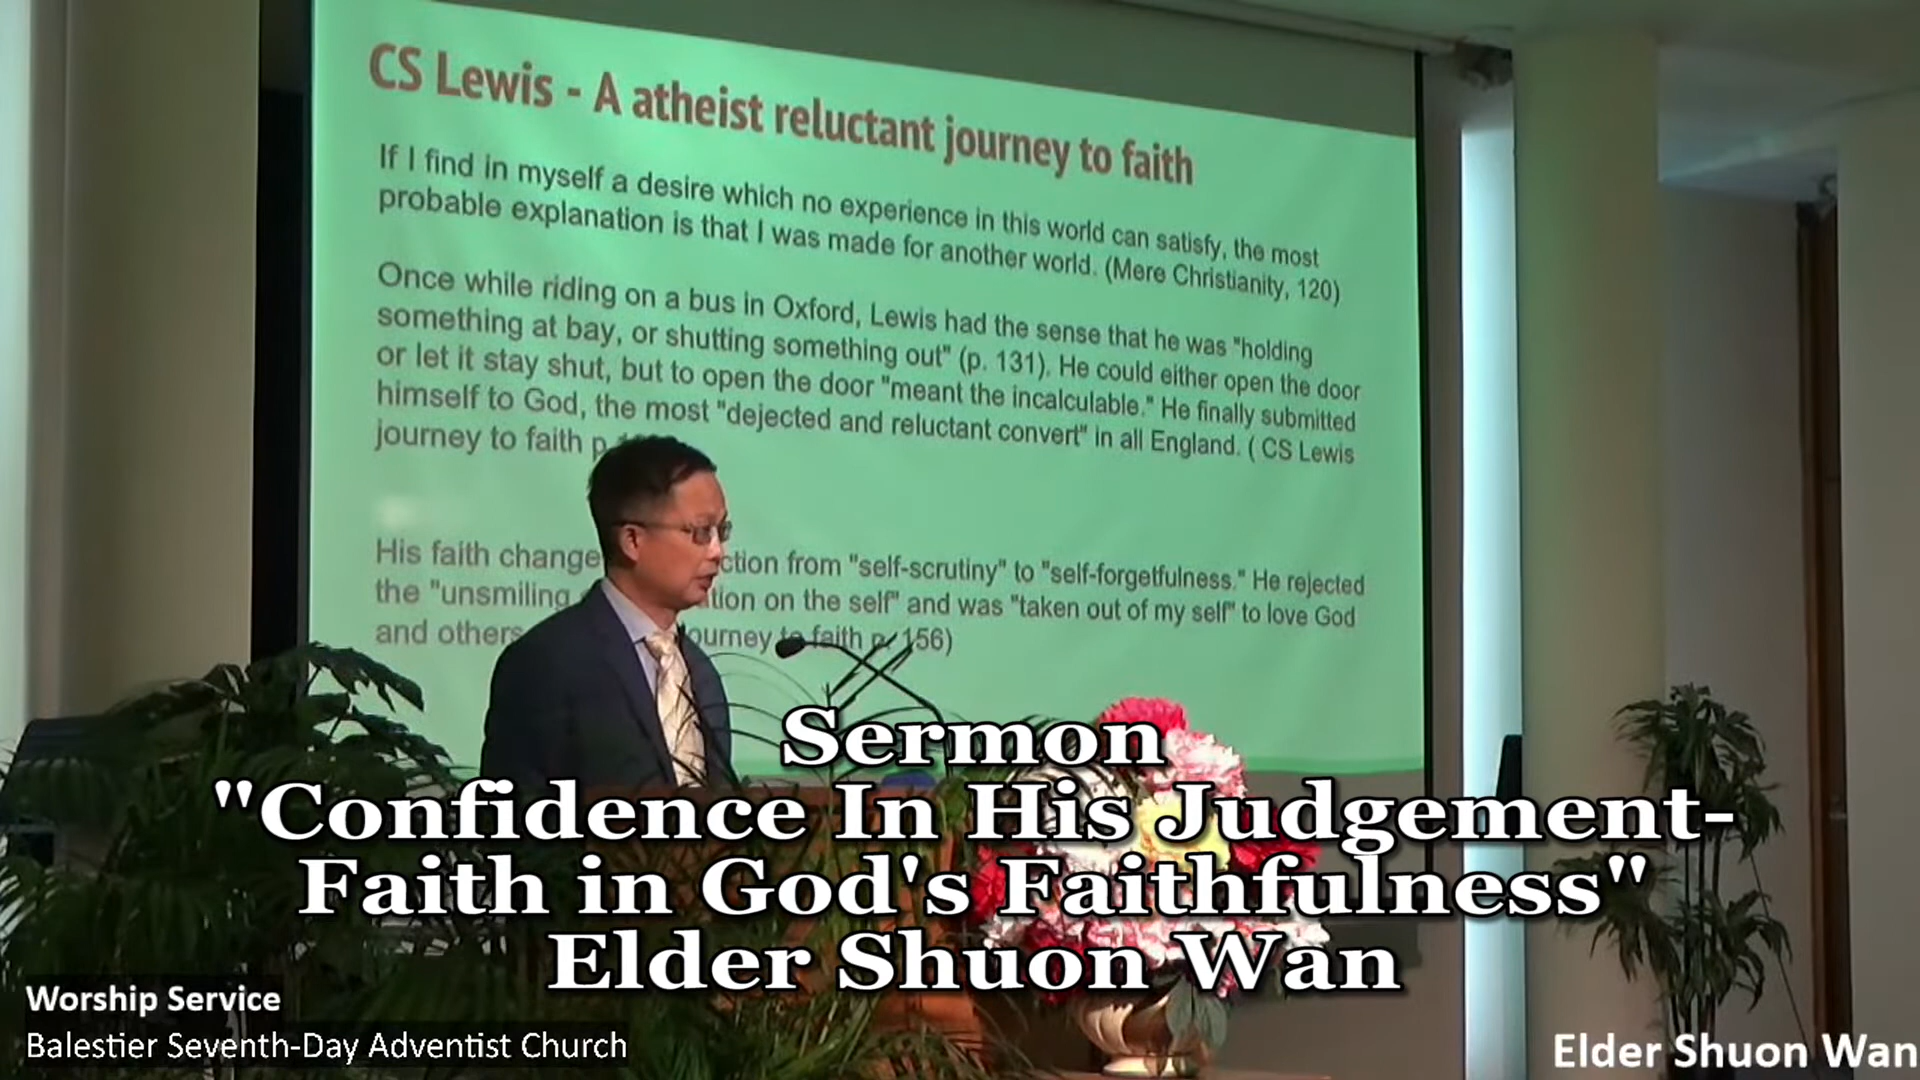 CS Lewis - A atheist reluctant journey to faith
If I find in myself a desire which no experience in this world can satisfy, the most
probable explanation is that I was made for another world. (Mere Christianity, 120)
Once while riding on a bus in Oxford, Lewis had the sense that he was "holding
something at bay, or shutting something out" (p. 131). He could either open the door
or let it stay shut, but to open the door "meant the incalculable." He finally submitted
himself to God, the most "dejected and reluctant convert" in all England. ( CS Lewis
journey to faith
His faith from "self-scrutiny" to "self-forgetfulness." He rejected
the "unsmiling on the self" and was "taken out of my self" to love God
and others faith p. 156)
Sermon
"Confidence In His Judgement-
Faith in God's Faithfulness"
Elder Shuon Wan
Worship Service
Balestier Seventh-Day Adventist Church
Elder Shuon Wan